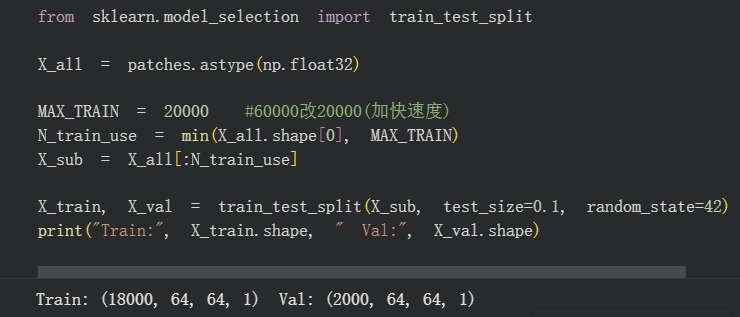 from sklearn.model_selection import train_test_split
X_all = patches.astype(np.float32)
MAX_TRAIN = 20000 #60000改20000(加快速度)
N_train_use = min(X_all.shape[0], MAX_TRAIN)
X_sub = X_all[:N_train_use]
X_train, X_val = train_test_split(X_sub, test_size=0.1, random_state=42)
print("Train:", X_train.shape, " Val:", X_val.shape)
Train: (18000, 64, 64, 1) Val: (2000, 64, 64, 1)